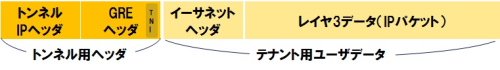 トンネル
IPヘッダ
GRE
ヘッダ
TNI
イーサネット
ヘッダ
レイヤ3データ(IPパケット)
トンネル用ヘッダ
テナント用ユーザデータ